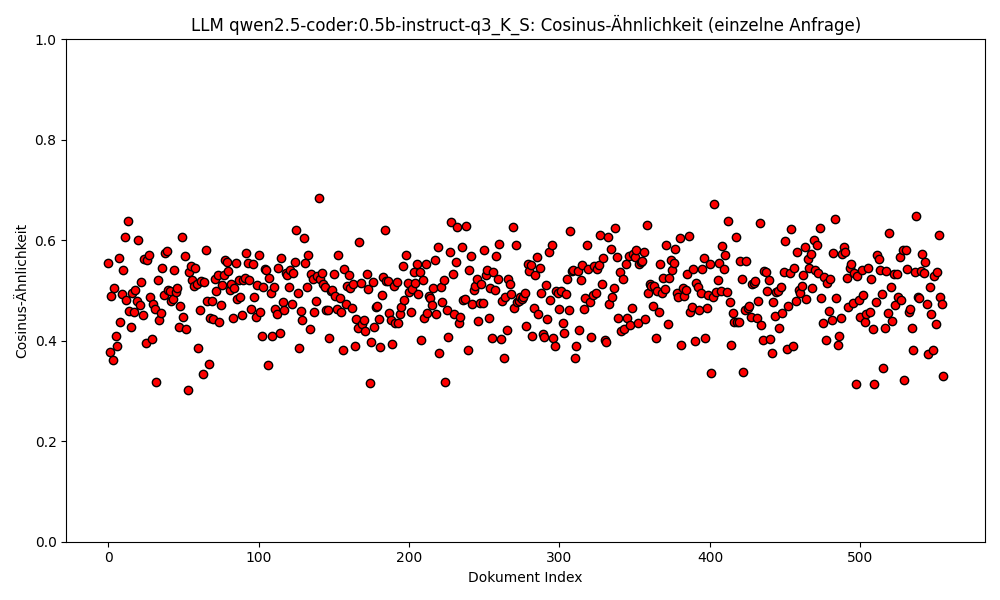 LLM qwen2.5-coder:0.5b-instruct-q3_K_S: Cosinus-Ähnlichkeit (einzelne Anfrage)
1.0
0.8
0.6
0.4
0.2
0.0
Cosinus-Ähnlichkeit
0 100 200 300 400 500
Dokument Index